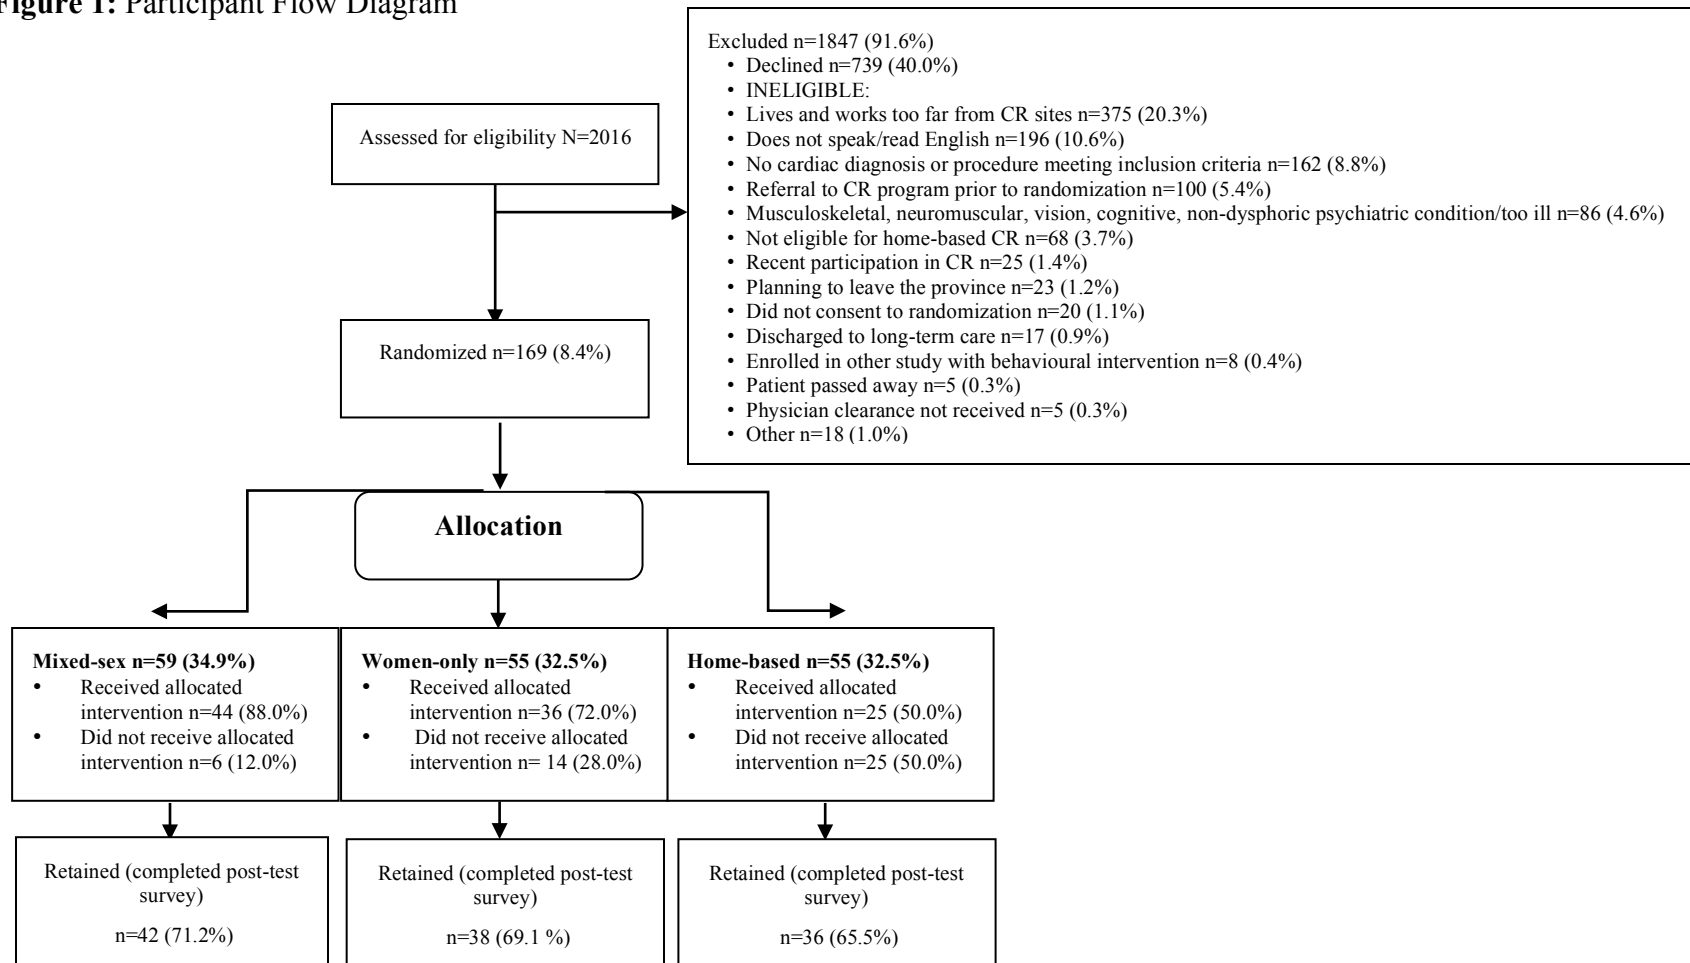 Figure 1: Participant Flow Diagram
Excluded n=1847 (91.6%)
• Declined n=739 (40.0%)
• INELIGIBLE:
• Lives and works too far from CR sites n=375 (20.3%)
• Does not speak/read English n=196 (10.6%)
• No cardiac diagnosis or procedure meeting inclusion criteria n=162 (8.8%)
• Referral to CR program prior to randomization n=100 (5.4%)
• Musculoskeletal, neuromuscular, vision, cognitive, non-dysphoric psychiatric condition/too ill n=86 (4.6%)
• Not eligible for home-based CR n=68 (3.7%)
• Recent participation in CR n=25 (1.4%)
• Planning to leave the province n=23 (1.2%)
• Did not consent to randomization n=20 (1.1%)
• Discharged to long-term care n=17 (0.9%)
• Enrolled in other study with behavioural intervention n=8 (0.4%)
• Patient passed away n=5 (0.3%)
• Physician clearance not received n=5 (0.3%)
• Other n=18 (1.0%)
Assessed for eligibility N=2016
Randomized n=169 (8.4%)
Allocation
Mixed-sex n=59 (34.9%)
• Received allocated
intervention n=44 (88.0%)
• Did not receive allocated
intervention n=6 (12.0%)
Women-only n=55 (32.5%)
• Received allocated
intervention n=36 (72.0%)
• Did not receive allocated
intervention n= 14 (28.0%)
Home-based n=55 (32.5%)
• Received allocated
intervention n=25 (50.0%)
• Did not receive allocated
intervention n=25 (50.0%)
Retained (completed post-test
survey)
n=42 (71.2%)
Retained (completed post-test
survey)
n=38 (69.1 %)
Retained (completed post-test
survey)
n=36 (65.5%)